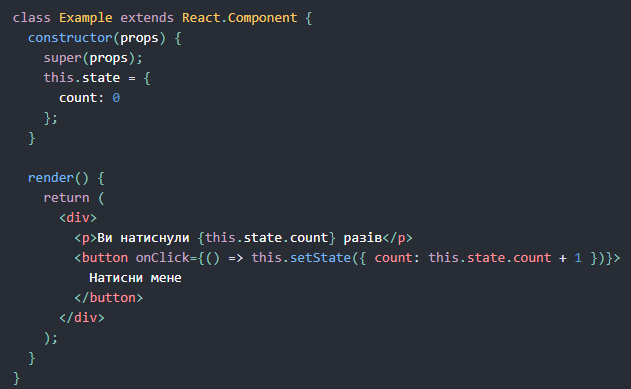 class Example extends React.Component {
  constructor(props) {
    super(props);
    this.state = {
      count: 0
    };
  }

  render() {
    return (
      <div>
        <p>Ви натиснули {this.state.count} разів</p>
        <button onClick={() => this.setState({ count: this.state.count + 1 })}>
          Натисни мене
        </button>
      </div>
    );
  }
}